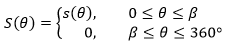 S(θ) = { s(θ), 0 ≤ θ ≤ β
0, β ≤ θ ≤ 360°